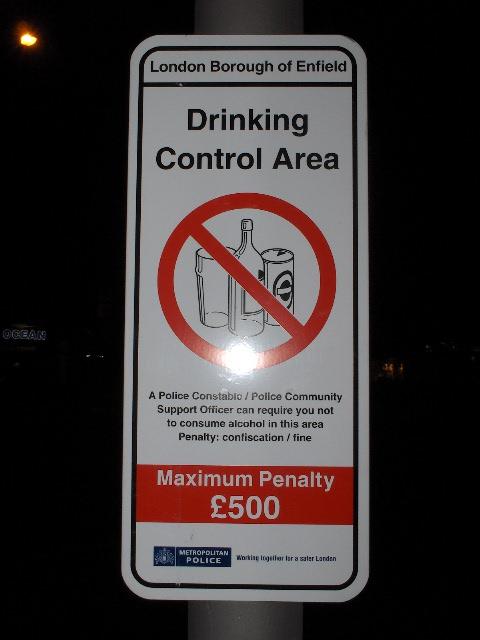 London Borough of Enfield
Drinking
Control Area
A Police Constable / Police Community
Support Officer can require you not
to consume alcohol in this area
Penalty: confiscation / fine
Maximum Penalty
£500
METROPOLITAN
POLICE
Working together for a safer London
OCEAN